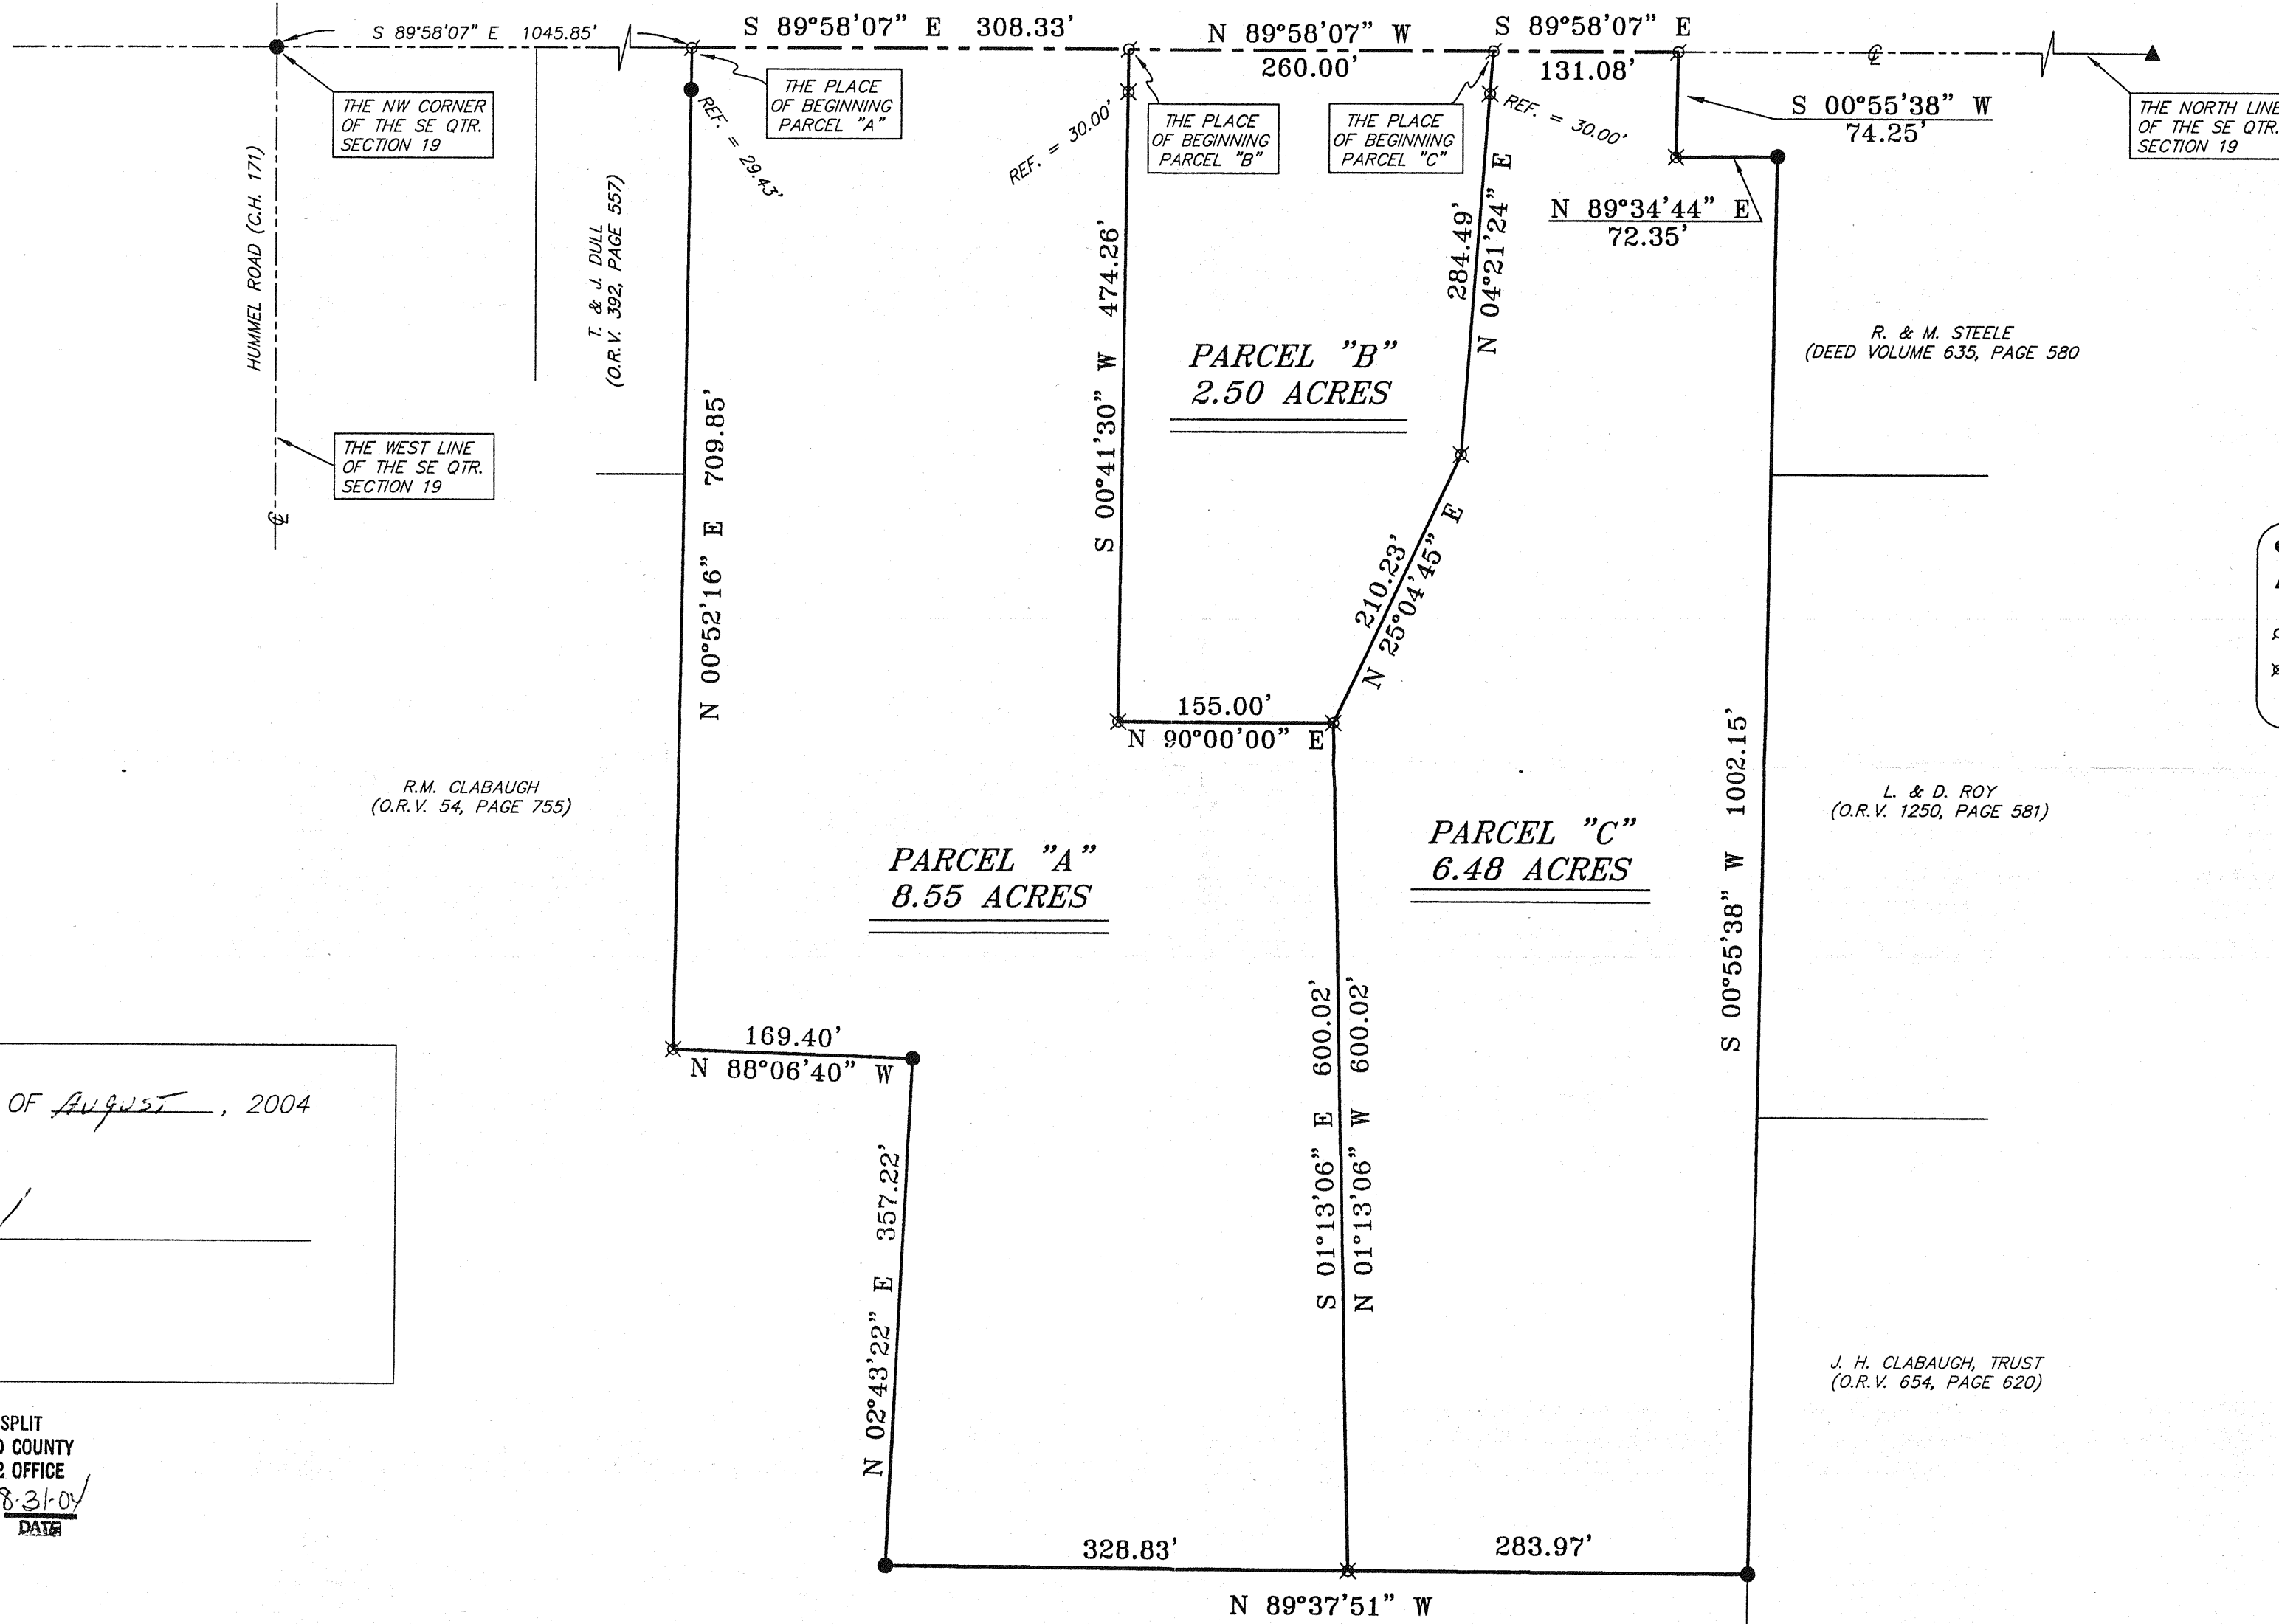 S 89°58'07" E 1045.85'
S 89°58'07" E 308.33'
N 89°58'07" W
260.00'
S 89°58'07" E
131.08'
℄
THE NW CORNER
OF THE SE QTR.
SECTION 19
THE PLACE
OF BEGINNING
PARCEL "A"
REF. = 29.43'
REF. = 30.00'
THE PLACE
OF BEGINNING
PARCEL "B"
THE PLACE
OF BEGINNING
PARCEL "C"
REF. = 30.00'
S 00°55'38" W
74.25'
THE NORTH LINE
OF THE SE QTR.
SECTION 19
N 89°34'44" E
72.35'
HUMMEL ROAD (C.H. 171)
T. & J. DULL
(O.R.V. 392, PAGE 557)
THE WEST LINE
OF THE SE QTR.
SECTION 19
℄
N 00°52'16" E 709.85'
S 00°41'30" W 474.26'
284.49'
N 04°21'24" E
PARCEL "B"
2.50 ACRES
R. & M. STEELE
(DEED VOLUME 635, PAGE 580
210.23'
N 25°04'45" E
155.00'
N 90°00'00" E
R.M. CLABAUGH
(O.R.V. 54, PAGE 755)
PARCEL "A"
8.55 ACRES
PARCEL "C"
6.48 ACRES
S 00°55'38" W 1002.15'
L. & D. ROY
(O.R.V. 1250, PAGE 581)
169.40'
N 88°06'40" W
S 01°13'06" E 600.02'
N 01°13'06" W 600.02'
N 02°43'22" E 357.22'
J. H. CLABAUGH, TRUST
(O.R.V. 654, PAGE 620)
328.83'
283.97'
N 89°37'51" W
OF August, 2004
SPLIT
COUNTY
OFFICE
8-31-04
DATE